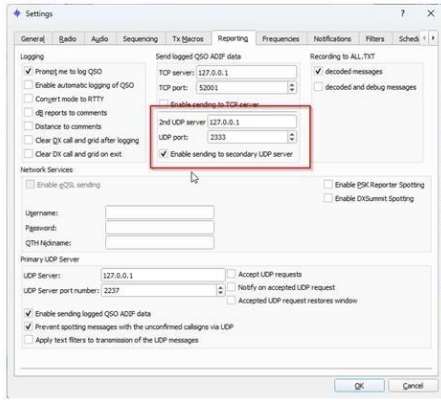 Settings
? X
General Radio Audio Sequencing Tx Macros Reporting Frequencies Notifications Filters Schedu
Logging
Prompt me to log QSO
Enable automatic logging of QSO
Convert mode to RTTY
dB reports to comments
Distance to comments
Clear DX call and grid after logging
Clear DX call and grid on exit
Send logged QSO ADIF data
TCP server: 127.0.0.1
TCP port: 52001
Enable sending to TCP server
2nd UDP server 127.0.0.1
UDP port: 2333
Enable sending to secondary UDP server
Recording to ALL.TXT
decoded messages
decoded and debug messages
Network Services
Enable eQSL sending
Enable PSK Reporter Spotting
Enable DXSummit Spotting
Username:
Password:
QTH Nickname:
Primary UDP Server
UDP Server: 127.0.0.1
UDP Server port number: 2237
Accept UDP requests
Notify on accepted UDP request
Accepted UDP request restores window
Enable sending logged QSO ADIF data
Prevent spotting messages with the unconfirmed callsigns via UDP
Apply text filters to transmission of the UDP messages
OK Cancel